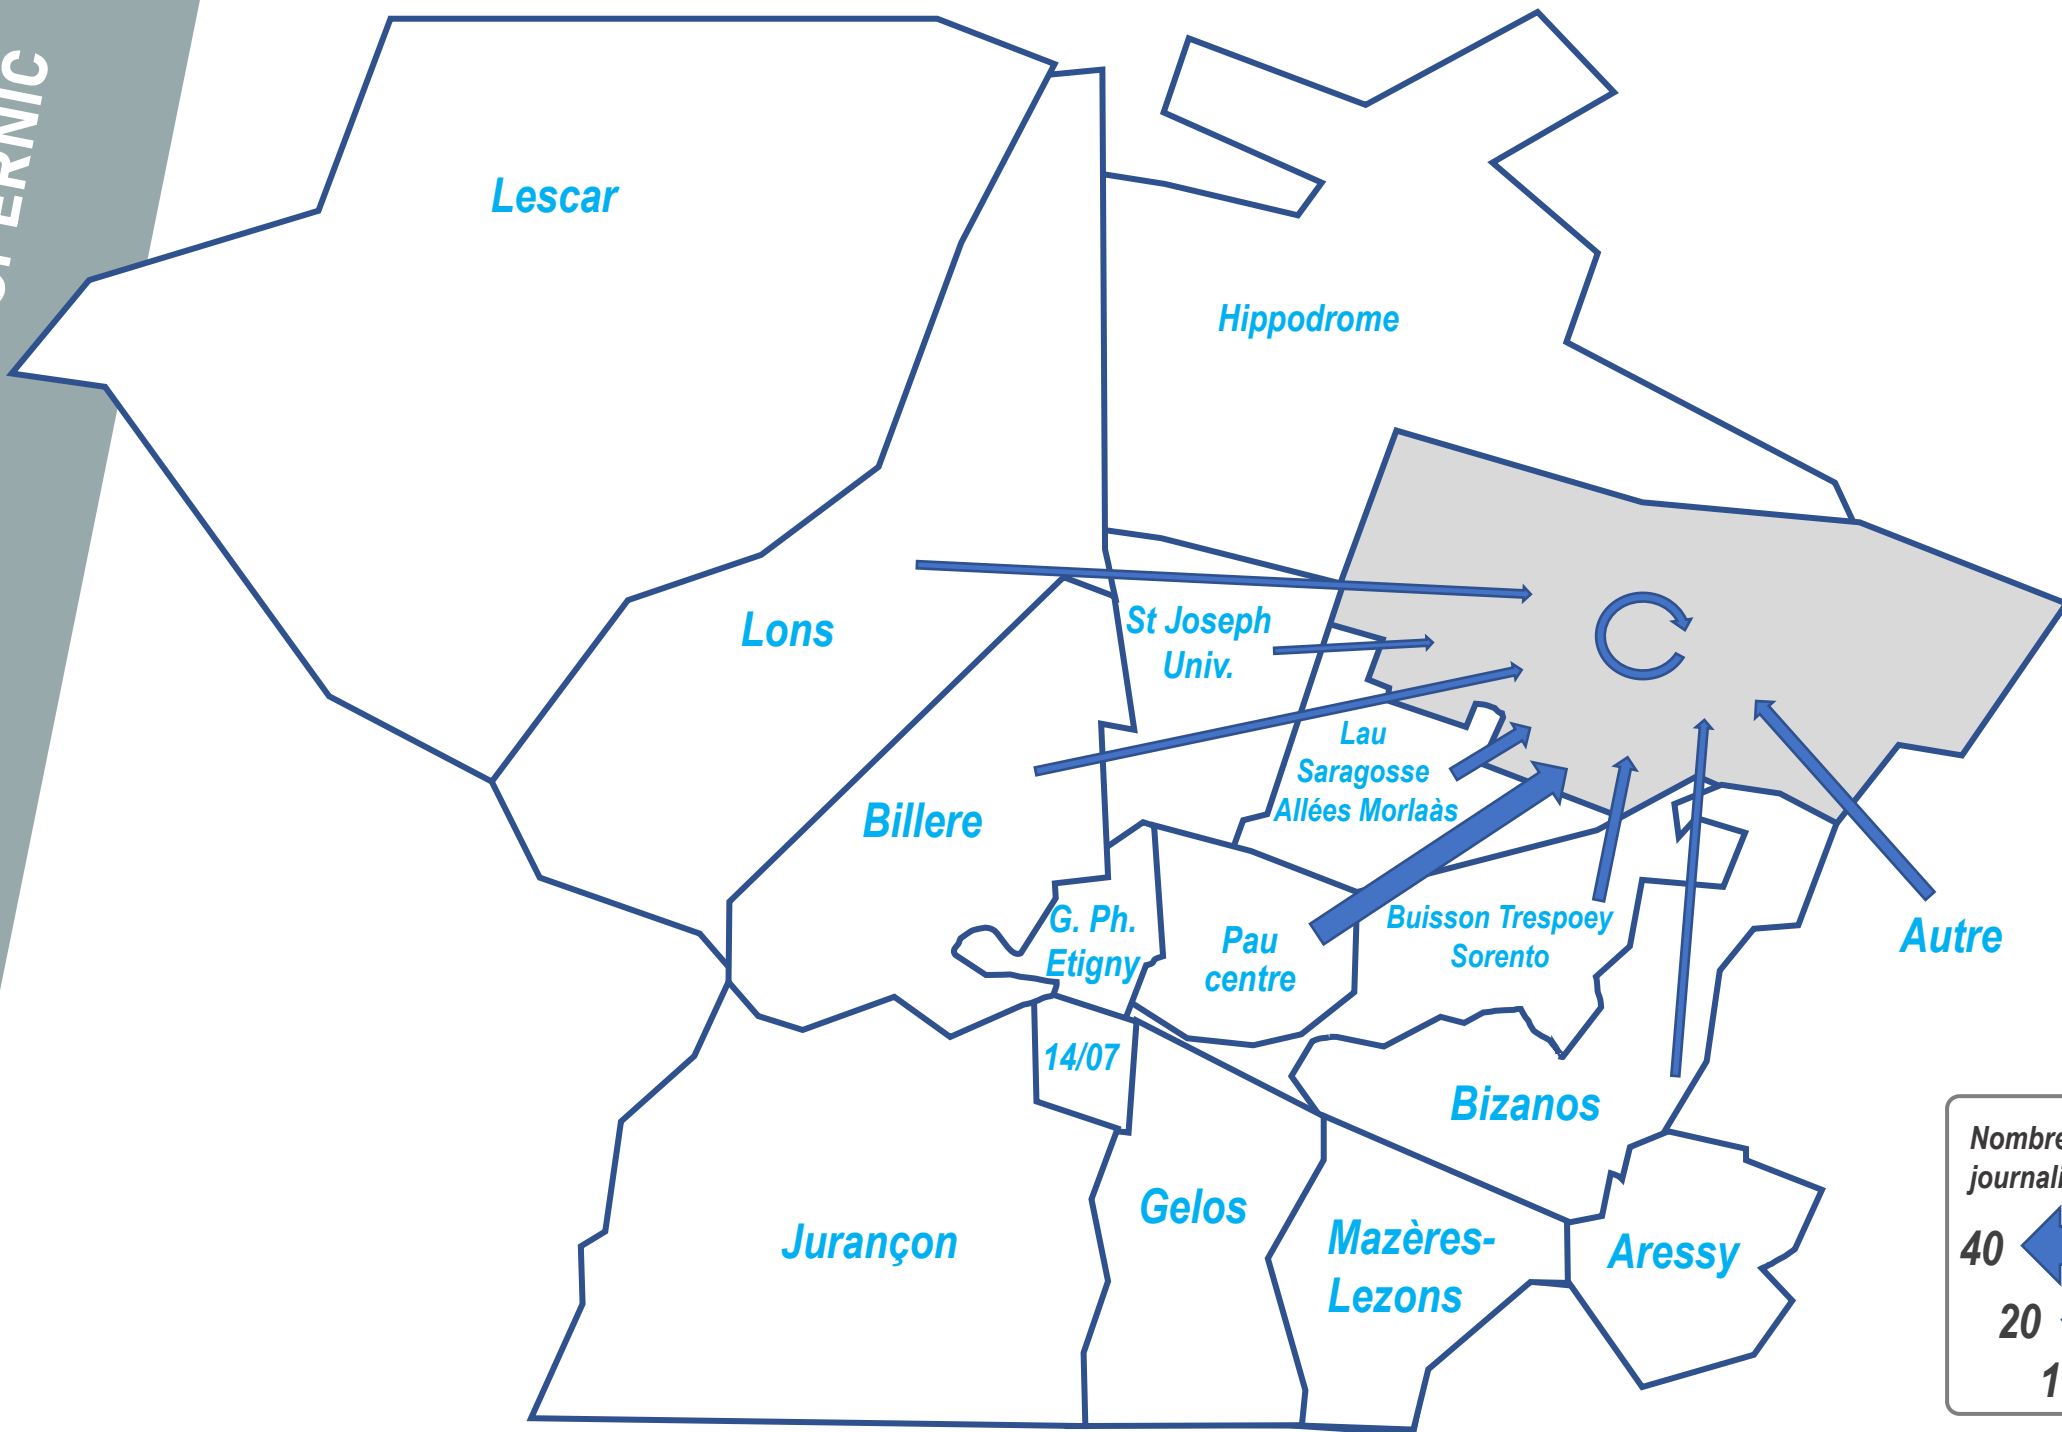 Lescar
Hippodrome
Lons
St Joseph
Univ.
Lau
Saragosse
Allées Morlaàs
Billere
G. Ph.
Etigny
Pau
centre
Buisson Trespoey
Sorento
Autre
14/07
Bizanos
Gelos
Jurançon
Mazères-
Lezons
Aressy
40
20